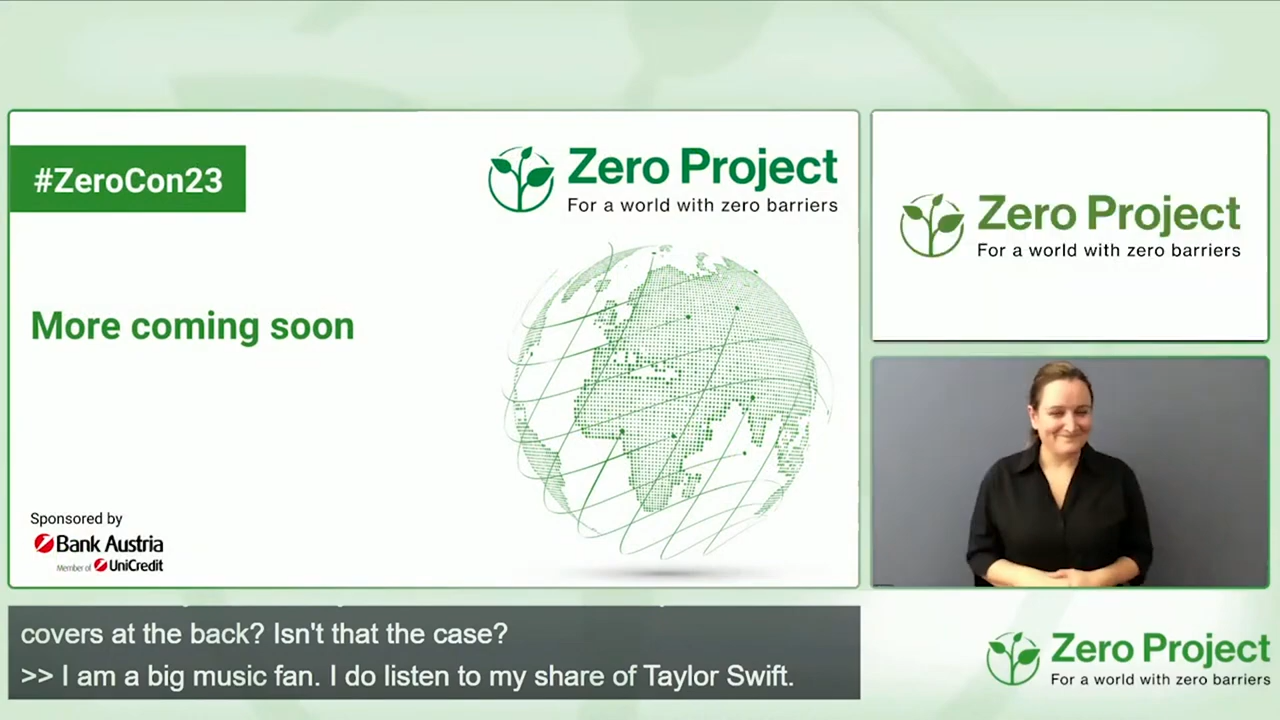 #ZeroCon23
Zero Project
For a world with zero barriers
More coming soon
Sponsored by
Bank Austria
Member of UniCredit
Zero Project
For a world with zero barriers
covers at the back? Isn't that the case?
>> I am a big music fan. I do listen to my share of Taylor Swift.
Zero Project
For a world with zero barriers